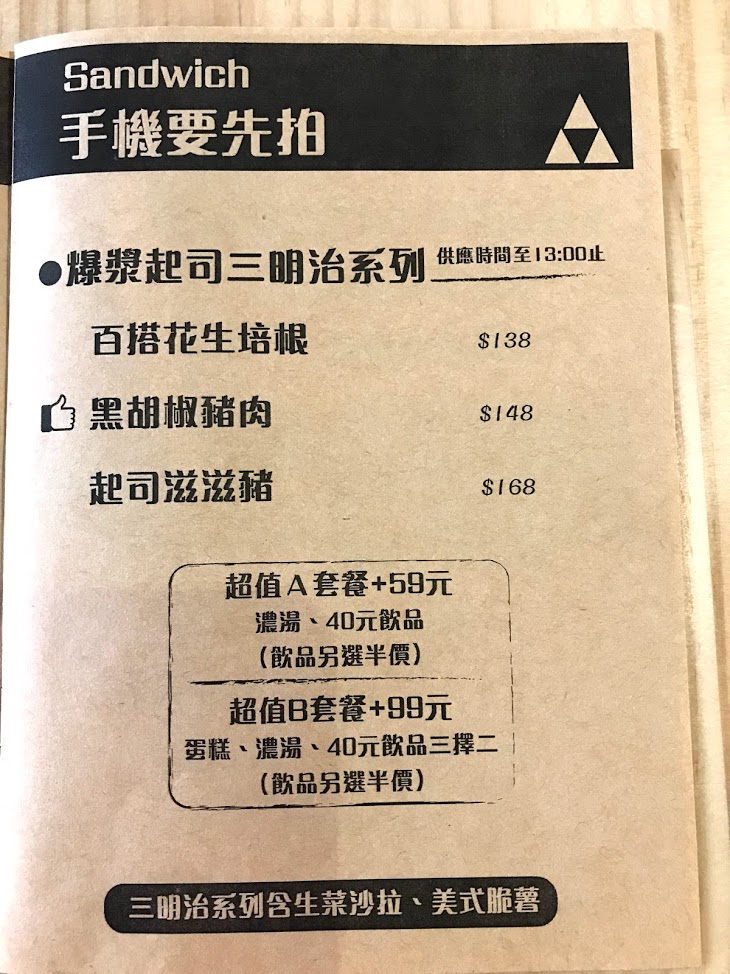 Sandwich
手機要先拍
●爆漿起司三明治系列 供應時間至13:00止
百搭花生培根 $138
黑胡椒豬肉 $148
起司滋滋豬 $168
超值A套餐+59元
濃湯、40元飲品
(飲品另選半價)
超值B套餐+99元
蛋糕、濃湯、40元飲品三擇二
(飲品另選半價)
三明治系列含生菜沙拉、美式脆薯